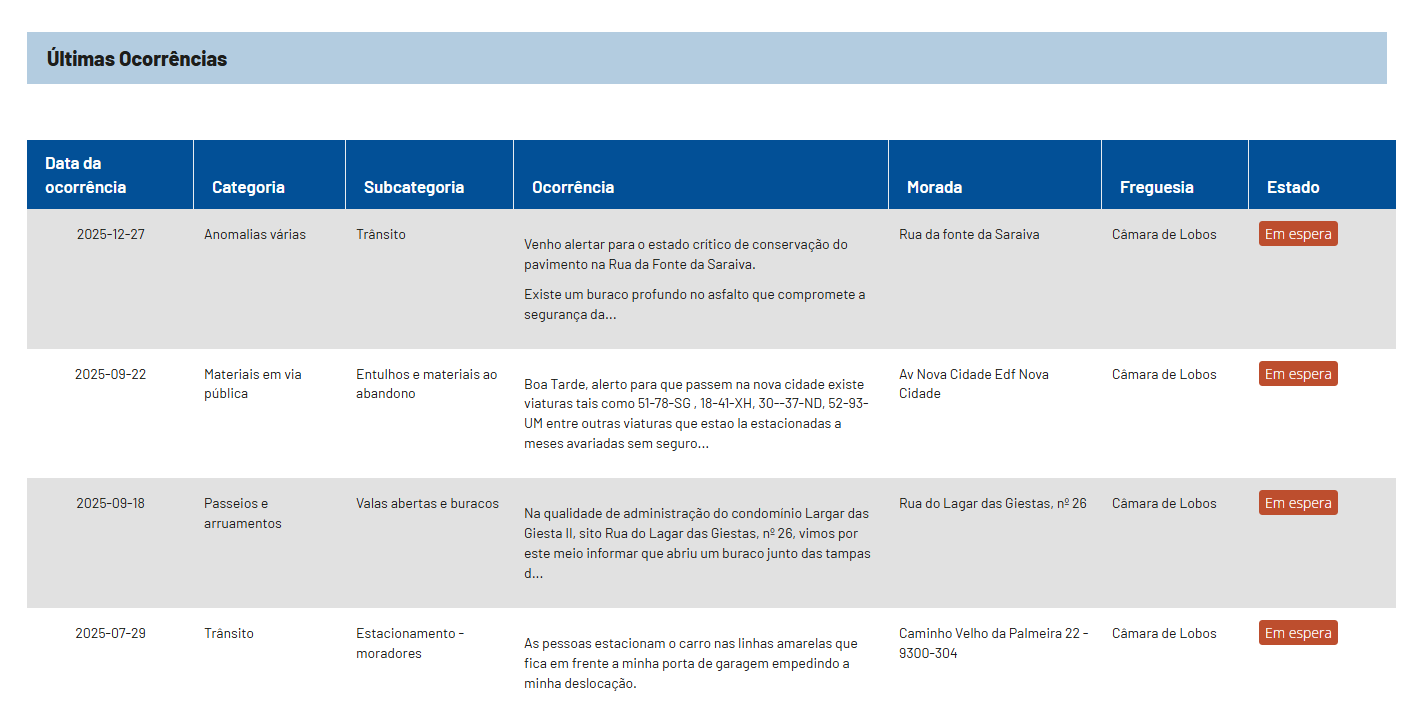 Últimas Ocorrências
Data da
ocorrência
Categoria
Subcategoria
Ocorrência
Morada
Freguesia
Estado
2025-12-27
Anomalias várias
Trânsito
Venho alertar para o estado crítico de conservação do
pavimento na Rua da Fonte da Saraiva.
Existe um buraco profundo no asfalto que compromete a
segurança da...
Rua da fonte da Saraiva
Câmara de Lobos
Em espera
2025-09-22
Materiais em via
pública
Entulhos e materiais ao
abandono
Boa Tarde, alerto para que passem na nova cidade existe
viaturas tais como 51-78-SG , 18-41-XH, 30--37-ND, 52-93-
UM entre outras viaturas que estao la estacionadas a
meses avariadas sem seguro...
Av Nova Cidade Edf Nova
Cidade
Câmara de Lobos
Em espera
2025-09-18
Passeios e
arruamentos
Valas abertas e buracos
Na qualidade de administração do condomínio Largar das
Giesta II, sito Rua do Lagar das Giestas, nº 26, vimos por
este meio informar que abriu um buraco junto das tampas
d...
Rua do Lagar das Giestas, nº 26
Câmara de Lobos
Em espera
2025-07-29
Trânsito
Estacionamento -
moradores
As pessoas estacionam o carro nas linhas amarelas que
fica em frente a minha porta de garagem empedindo a
minha deslocação.
Caminho Velho da Palmeira 22 -
9300-304
Câmara de Lobos
Em espera